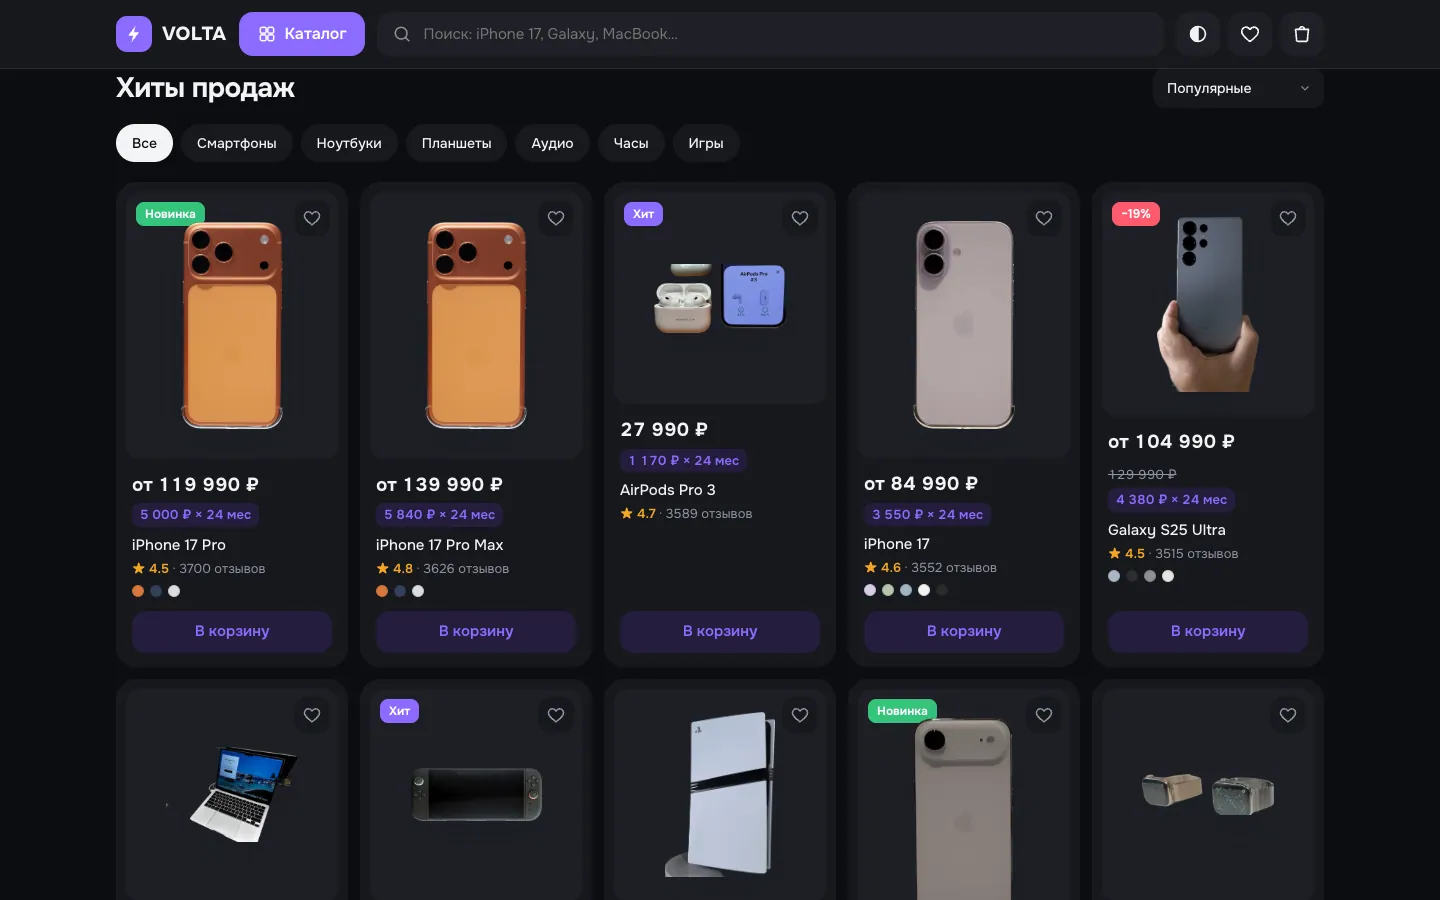 VOLTA
Каталог
Поиск: iPhone 17, Galaxy, MacBook...
Хиты продаж
Популярные
Все
Смартфоны
Ноутбуки
Планшеты
Аудио
Часы
Игры
Новинка
от 119 990 ₽
5 000 ₽ × 24 мес
iPhone 17 Pro
4.5 · 3700 отзывов
В корзину
от 139 990 ₽
5 840 ₽ × 24 мес
iPhone 17 Pro Max
4.8 · 3626 отзывов
В корзину
Хит
AirPods Pro
27 990 ₽
1 170 ₽ × 24 мес
AirPods Pro 3
4.7 · 3589 отзывов
В корзину
от 84 990 ₽
3 550 ₽ × 24 мес
iPhone 17
4.6 · 3552 отзывов
В корзину
-19%
от 104 990 ₽
129 990 ₽
4 380 ₽ × 24 мес
Galaxy S25 Ultra
4.5 · 3515 отзывов
В корзину
Хит
Новинка